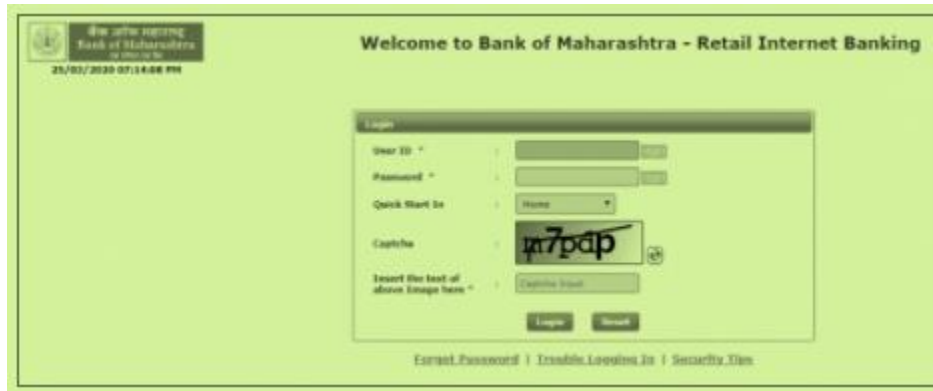 बैंक ऑफ महाराष्ट्र
Bank of Maharashtra
25/03/2020 07:14:08 PM
Welcome to Bank of Maharashtra - Retail Internet Banking
Login
User ID * :
Password * :
Quick Start In : Home
Captcha : m7pdp
Insert the text of
above Image here * : Captcha Input
Login Reset
Forgot Password | Trouble Logging In | Security Tips